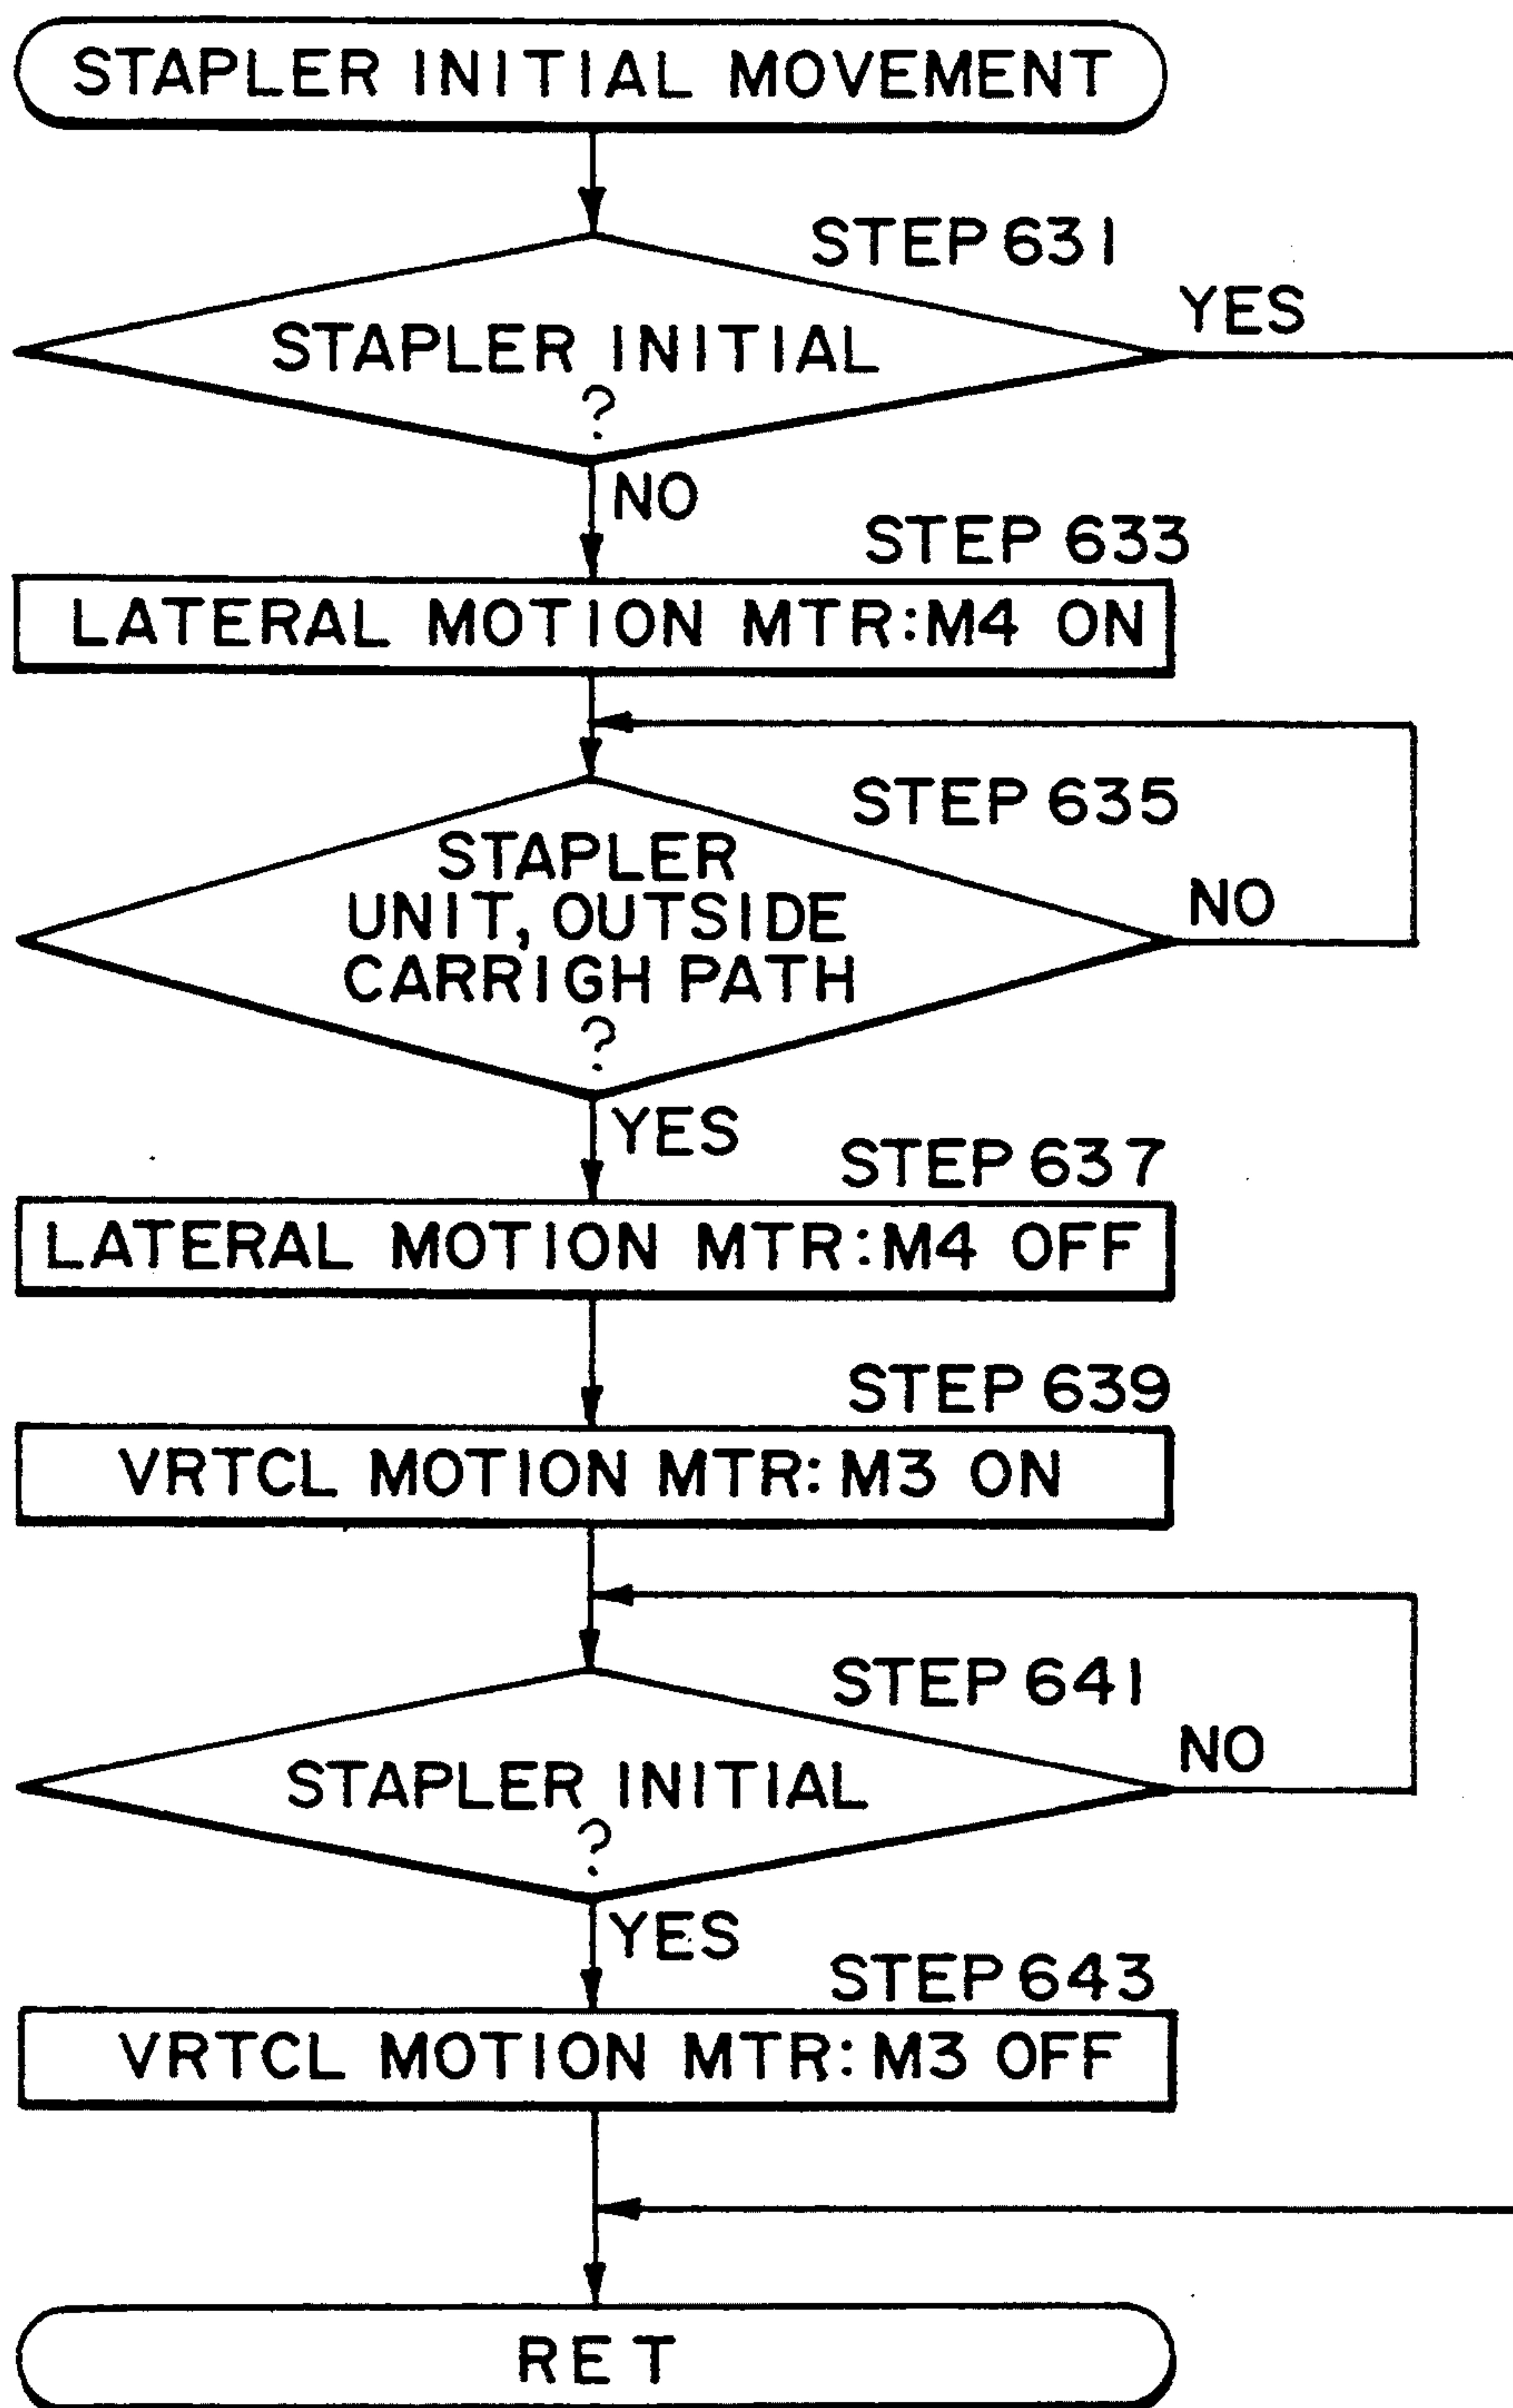 STAPLER INITIAL MOVEMENT
STEP 631
YES
STAPLER INITIAL
?
NO
STEP 633
LATERAL MOTION MTR:M4 ON
STEP 635
STAPLER
UNIT, OUTSIDE
CARRIGH PATH
?
NO
YES
STEP 637
LATERAL MOTION MTR:M4 OFF
STEP 639
VRTCL MOTION MTR:M3 ON
STEP 641
NO
STAPLER INITIAL
?
YES
STEP 643
VRTCL MOTION MTR:M3 OFF
RET